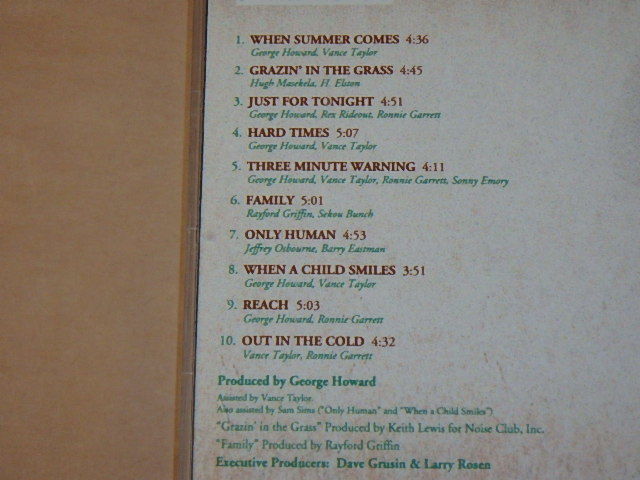 1. WHEN SUMMER COMES 4:36
George Howard, Vance Taylor
2. GRAZIN' IN THE GRASS 4:45
Hugh Masekela, H. Elston
3. JUST FOR TONIGHT 4:51
George Howard, Rex Rideout, Ronnie Garrett
4. HARD TIMES 5:07
George Howard, Vance Taylor
5. THREE MINUTE WARNING 4:11
George Howard, Vance Taylor, Ronnie Garrett, Sonny Emory
6. FAMILY 5:01
Rayford Griffin, Sekou Bunch
7. ONLY HUMAN 4:53
Jeffrey Osbourne, Barry Eastman
8. WHEN A CHILD SMILES 3:51
George Howard, Vance Taylor
9. REACH 5:03
George Howard, Ronnie Garrett
10. OUT IN THE COLD 4:32
Vance Taylor, Ronnie Garrett
Produced by George Howard
Assisted by Vance Taylor.
Also assisted by Sam Sims ("Only Human" and "When a Child Smiles")
"Grazin' in the Grass" Produced by Keith Lewis for Noise Club, Inc.
"Family" Produced by Rayford Griffin
Executive Producers: Dave Grusin & Larry Rosen